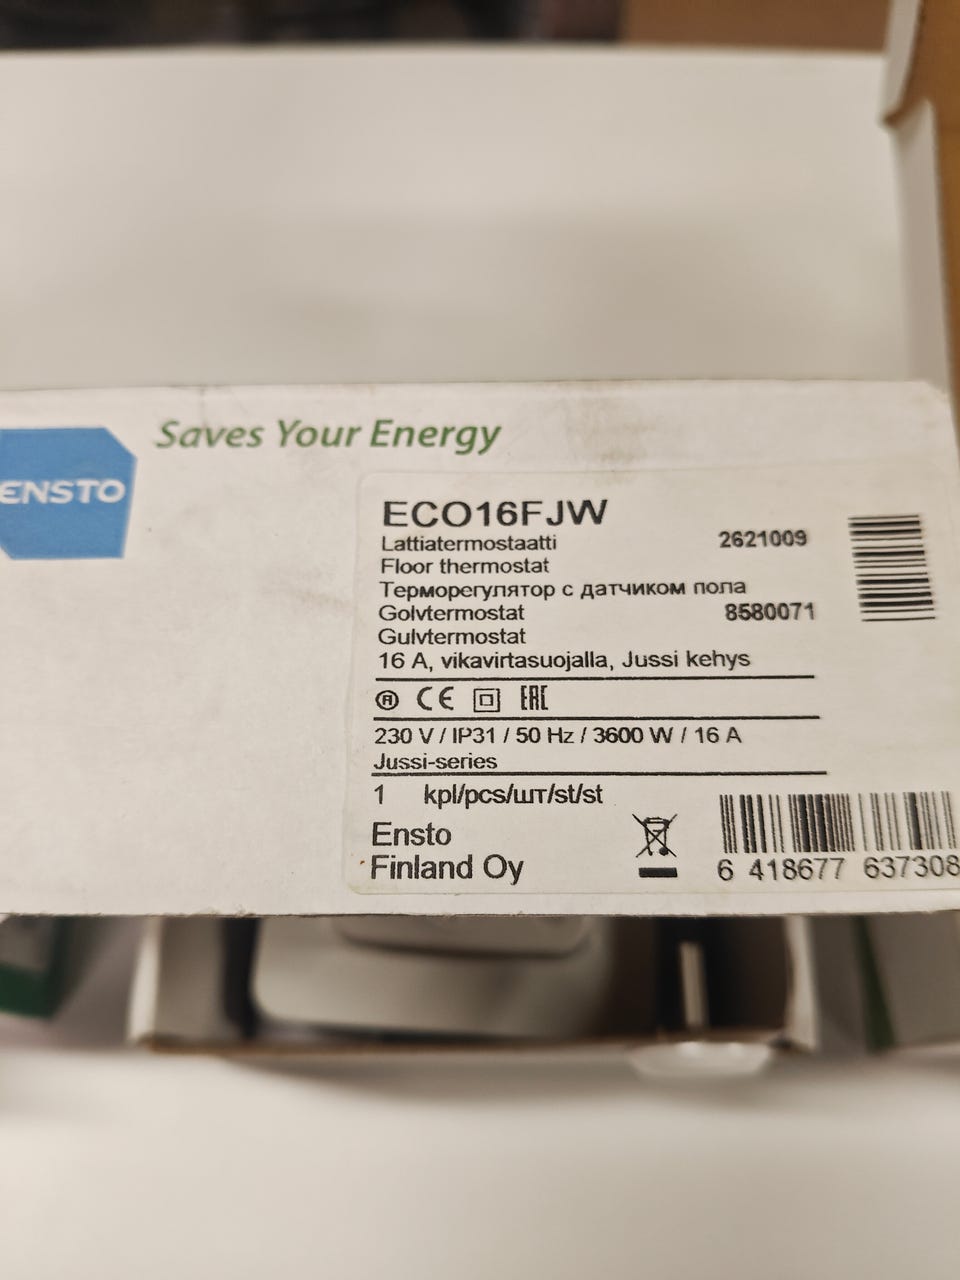 ENSTO
Saves Your Energy
ECO16FJW
Lattiatermostaatti 2621009
Floor thermostat
Терморегулятор с датчиком пола
Golvtermostat 8580071
Gulvtermostat
16 A, vikavirtasuojalla, Jussi kehys
CE EAC
230 V / IP31 / 50 Hz / 3600 W / 16 A
Jussi-series
1 kpl/pcs/шт/st/st
Ensto
Finland Oy
6 418677 637308